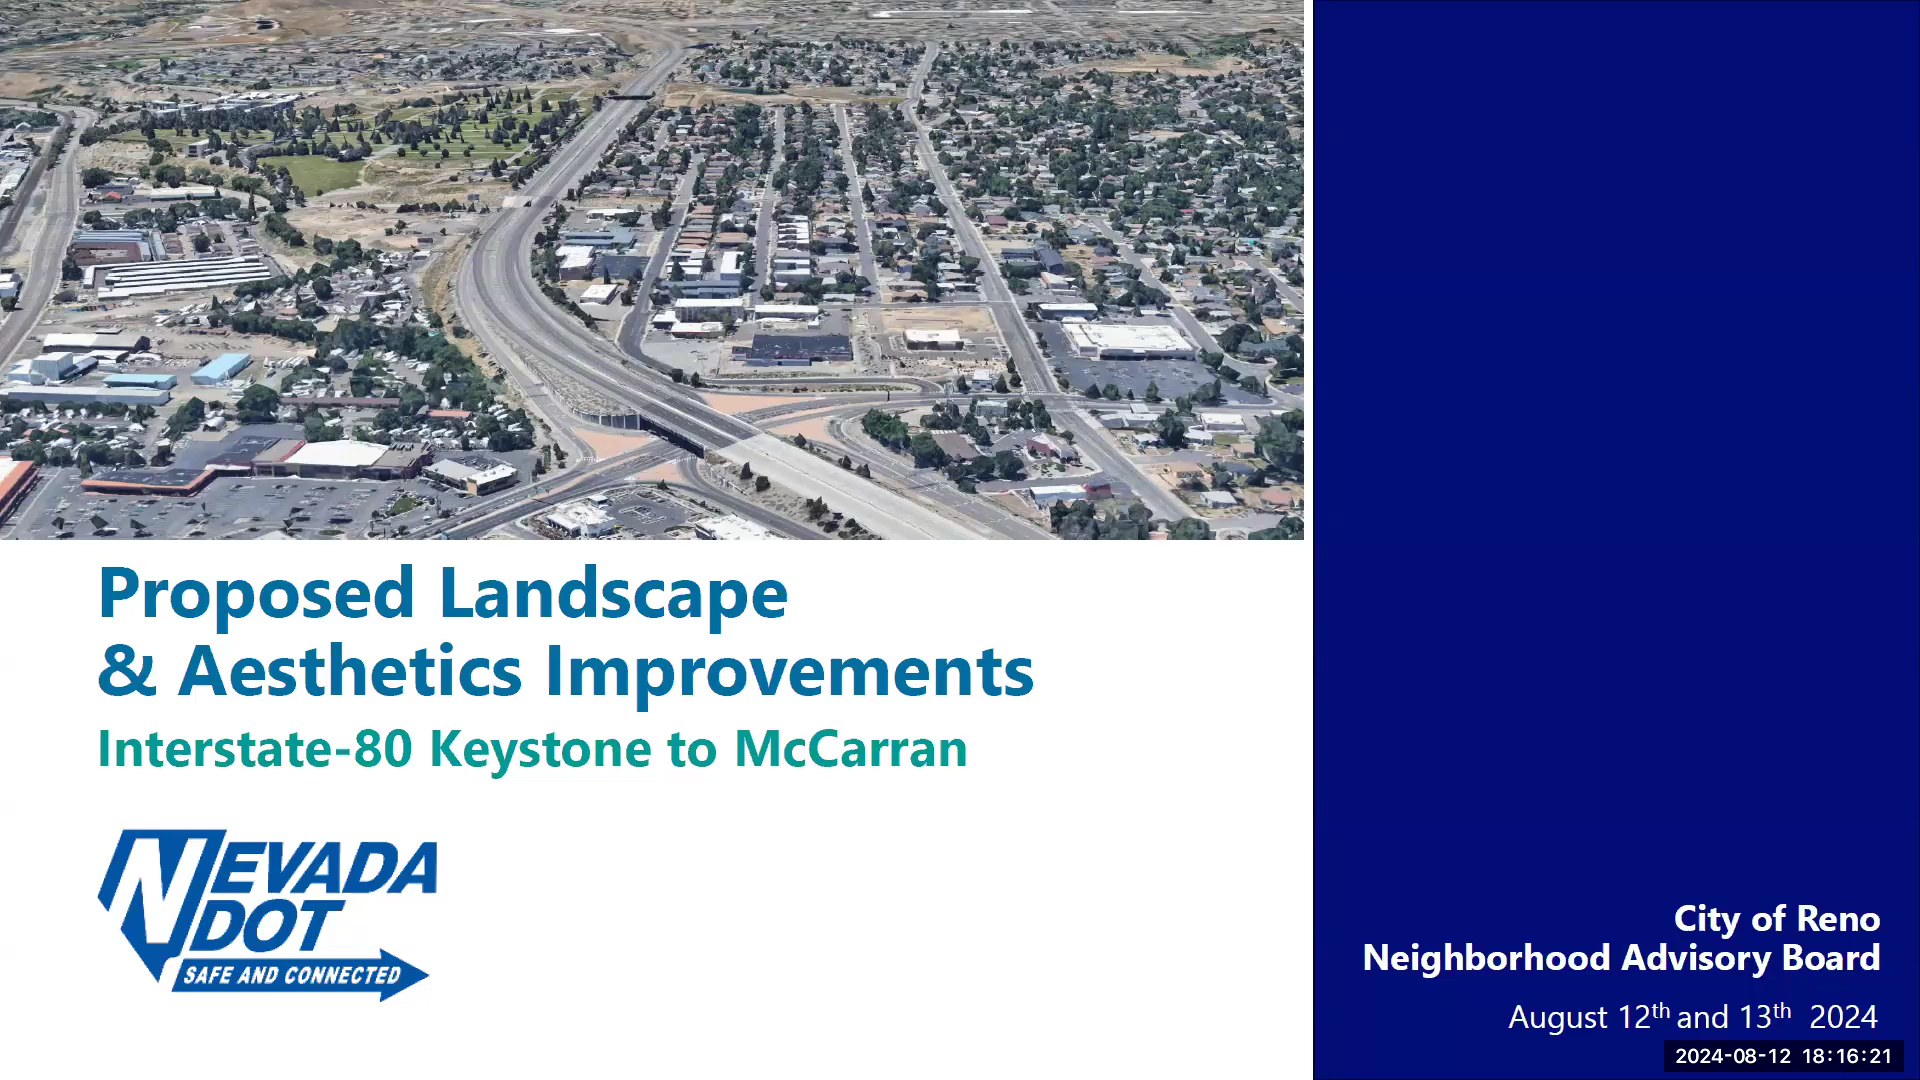 Proposed Landscape
& Aesthetics Improvements
Interstate-80 Keystone to McCarran
NEVADA
DOT
SAFE AND CONNECTED
City of Reno
Neighborhood Advisory Board
August 12th and 13th 2024
2024-08-12 18:16:21